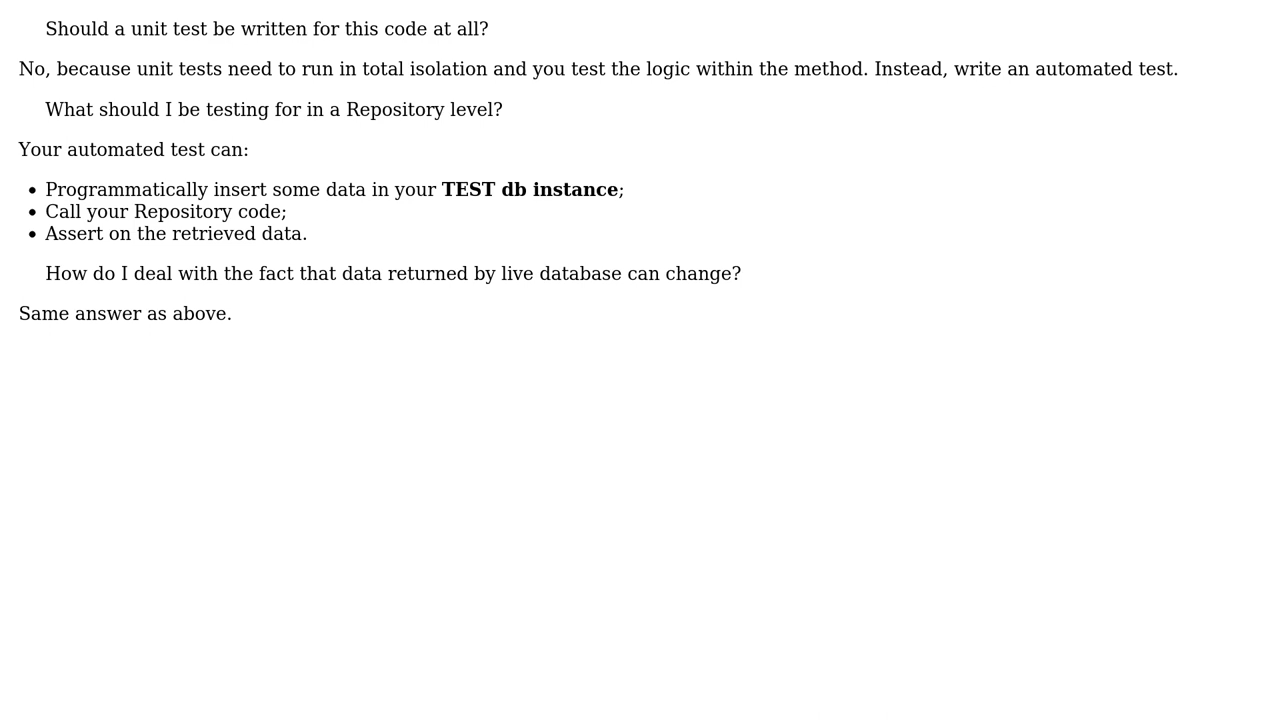 Should a unit test be written for this code at all?
No, because unit tests need to run in total isolation and you test the logic within the method. Instead, write an automated test.
What should I be testing for in a Repository level?
Your automated test can:
• Programmatically insert some data in your TEST db instance;
• Call your Repository code;
• Assert on the retrieved data.
How do I deal with the fact that data returned by live database can change?
Same answer as above.